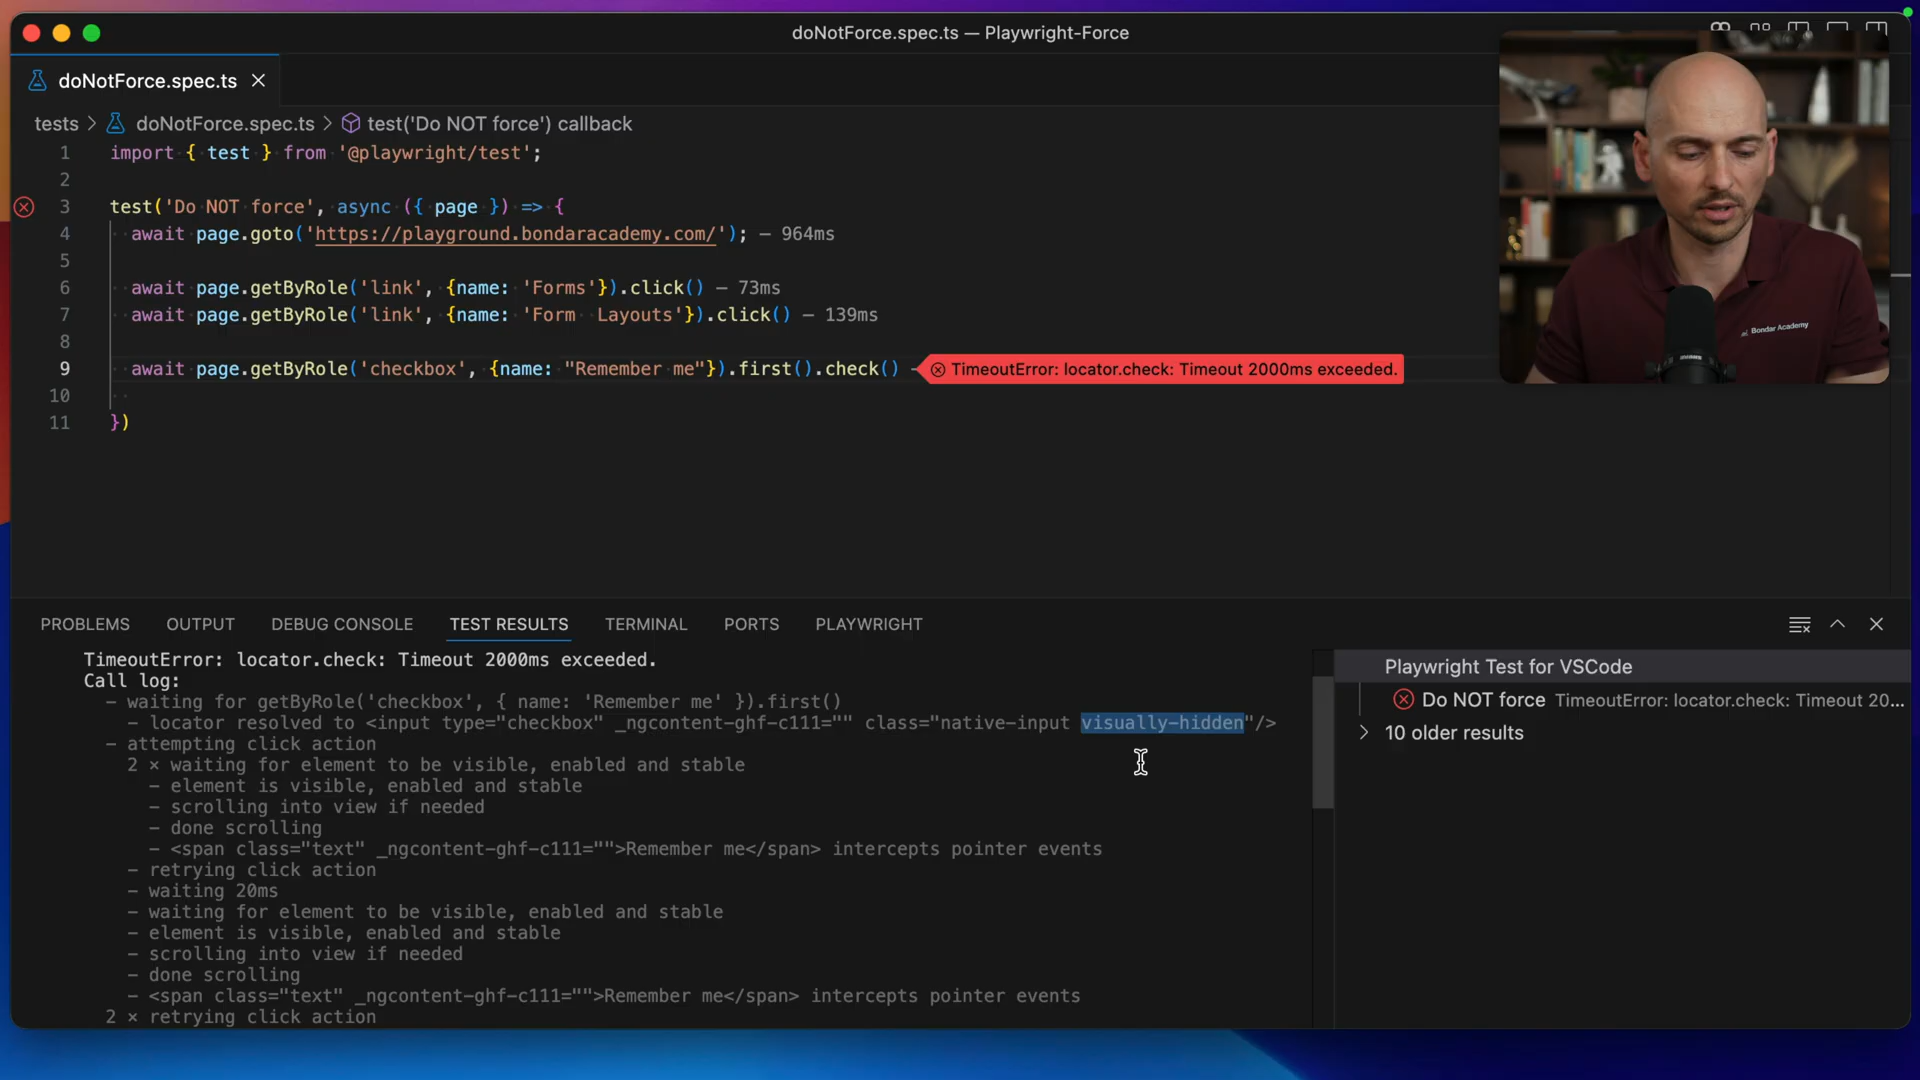 doNotForce.spec.ts — Playwright-Force
doNotForce.spec.ts
tests > doNotForce.spec.ts > test('Do NOT force') callback
1 import { test } from '@playwright/test';
2
3 test('Do NOT force', async ({ page }) => {
4 await page.goto('https://playground.bondaracademy.com/'); — 964ms
5
6 await page.getByRole('link', {name: 'Forms'}).click() — 73ms
7 await page.getByRole('link', {name: 'Form Layouts'}).click() — 139ms
8
9 await page.getByRole('checkbox', {name: "Remember me"}).first().check() — TimeoutError: locator.check: Timeout 2000ms exceeded.
10
11 })
Bondar Academy
PROBLEMS OUTPUT DEBUG CONSOLE TEST RESULTS TERMINAL PORTS PLAYWRIGHT
TimeoutError: locator.check: Timeout 2000ms exceeded.
Call log:
– waiting for getByRole('checkbox', { name: 'Remember me' }).first()
– locator resolved to <input type="checkbox" _ngcontent-ghf-c111="" class="native-input visually-hidden"/>
– attempting click action
2 × waiting for element to be visible, enabled and stable
– element is visible, enabled and stable
– scrolling into view if needed
– done scrolling
– <span class="text" _ngcontent-ghf-c111="">Remember me</span> intercepts pointer events
– retrying click action
– waiting 20ms
– waiting for element to be visible, enabled and stable
– element is visible, enabled and stable
– scrolling into view if needed
– done scrolling
– <span class="text" _ngcontent-ghf-c111="">Remember me</span> intercepts pointer events
2 × retrying click action
Playwright Test for VSCode
Do NOT force TimeoutError: locator.check: Timeout 20...
> 10 older results